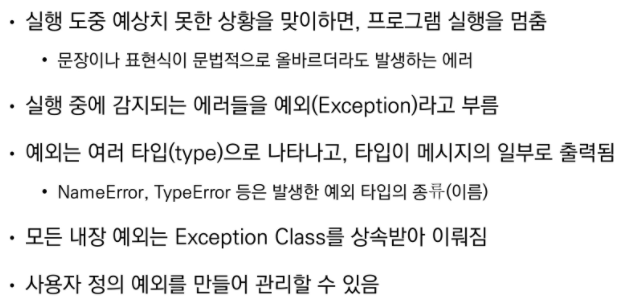 • 실행 도중 예상치 못한 상황을 맞이하면, 프로그램 실행을 멈춤
• 문장이나 표현식이 문법적으로 올바르더라도 발생하는 에러
• 실행 중에 감지되는 에러들을 예외(Exception)라고 부름
• 예외는 여러 타입(type)으로 나타나고, 타입이 메시지의 일부로 출력됨
• NameError, TypeError 등은 발생한 예외 타입의 종류(이름)
• 모든 내장 예외는 Exception Class를 상속받아 이뤄짐
• 사용자 정의 예외를 만들어 관리할 수 있음